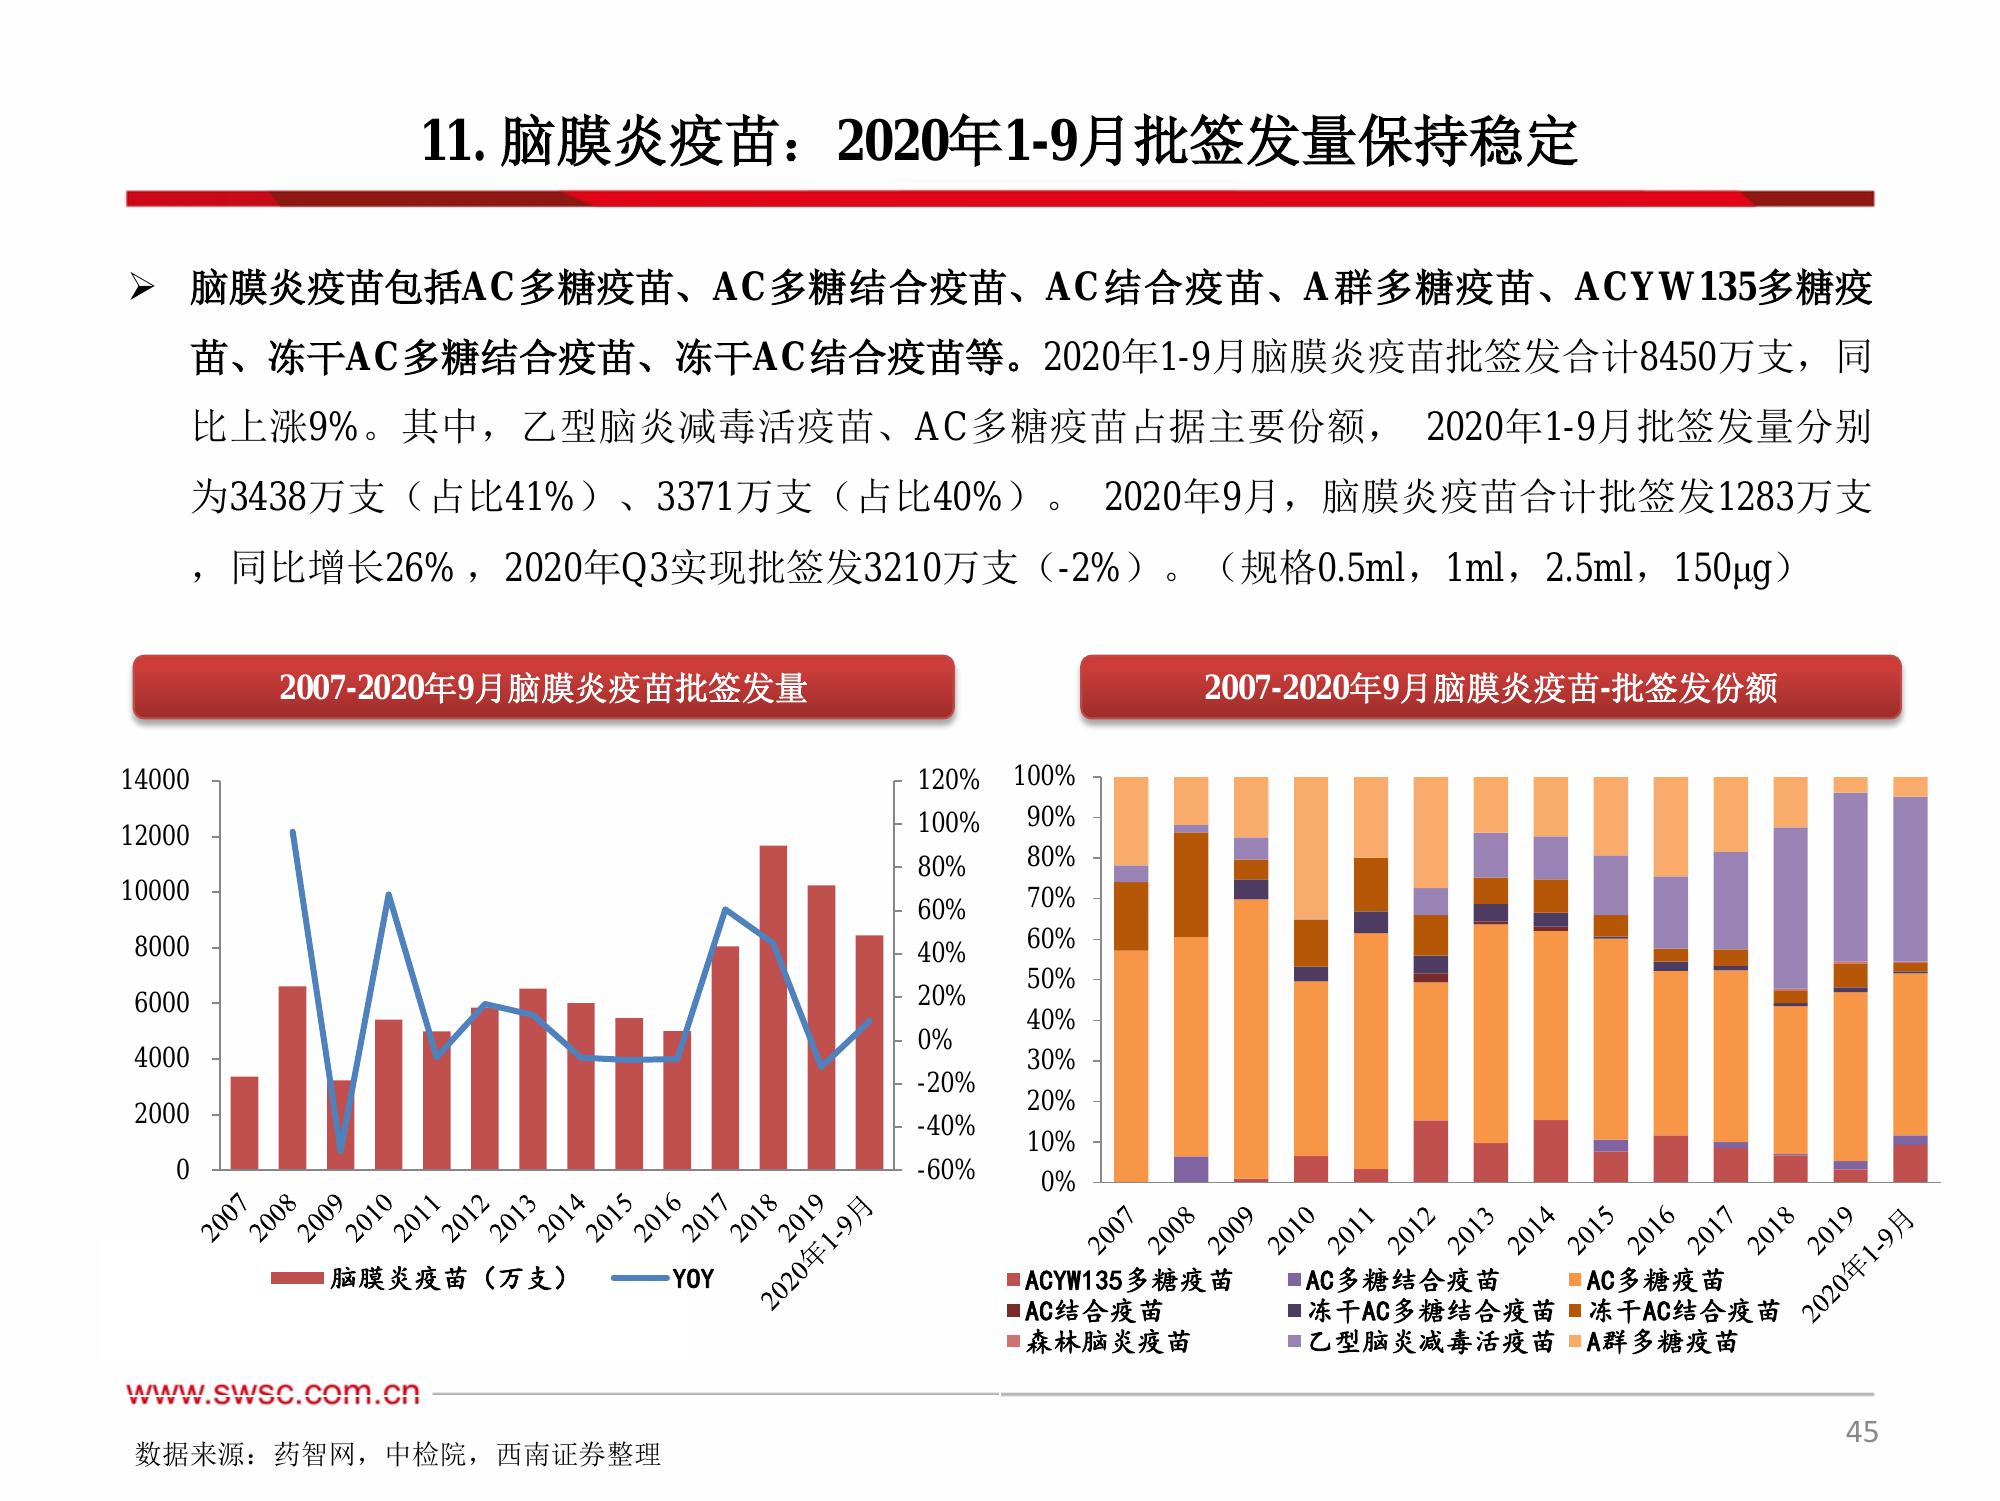 11. 脑膜炎疫苗：2020年1-9月批签发量保持稳定
➢ 脑膜炎疫苗包括AC多糖疫苗、AC多糖结合疫苗、AC结合疫苗、A群多糖疫苗、ACYW135多糖疫
苗、冻干AC多糖结合疫苗、冻干AC结合疫苗等。2020年1-9月脑膜炎疫苗批签发合计8450万支，同
比上涨9%。其中，乙型脑炎减毒活疫苗、AC多糖疫苗占据主要份额， 2020年1-9月批签发量分别
为3438万支（占比41%）、3371万支（占比40%）。 2020年9月，脑膜炎疫苗合计批签发1283万支
，同比增长26% ，2020年Q3实现批签发3210万支（-2%）。（规格0.5ml，1ml，2.5ml，150μg）
2007-2020年9月脑膜炎疫苗批签发量
14000
12000
10000
8000
6000
4000
2000
0
120%
100%
80%
60%
40%
20%
0%
-20%
-40%
-60%
2007 2008 2009 2010 2011 2012 2013 2014 2015 2016 2017 2018 2019 2020年1-9月
脑膜炎疫苗（万支） YOY
2007-2020年9月脑膜炎疫苗-批签发份额
100%
90%
80%
70%
60%
50%
40%
30%
20%
10%
0%
2007 2008 2009 2010 2011 2012 2013 2014 2015 2016 2017 2018 2019 2020年1-9月
ACYW135多糖疫苗 AC多糖结合疫苗 AC多糖疫苗
AC结合疫苗 冻干AC多糖结合疫苗 冻干AC结合疫苗
森林脑炎疫苗 乙型脑炎减毒活疫苗 A群多糖疫苗
www.swsc.com.cn
45
数据来源：药智网，中检院，西南证券整理